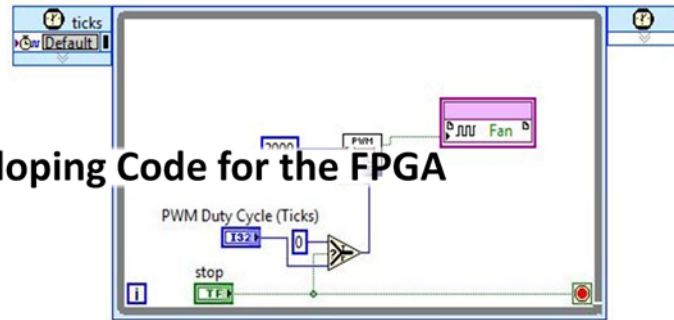 ticks
Default
2000
PWM
Fan
loping Code for the FPGA
PWM Duty Cycle (Ticks)
I32
0
?
stop
TF
i